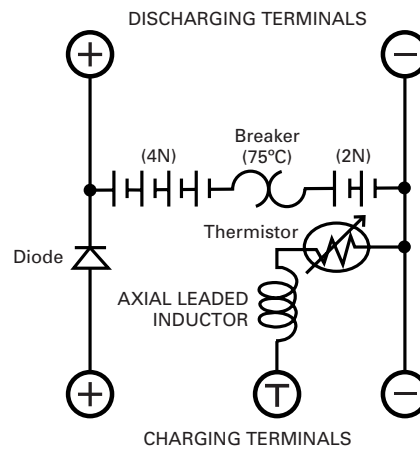 DISCHARGING TERMINALS
+ −
(4N)
Breaker
(75°C)
(2N)
Thermistor
Diode
AXIAL LEADED
INDUCTOR
+ T −
CHARGING TERMINALS